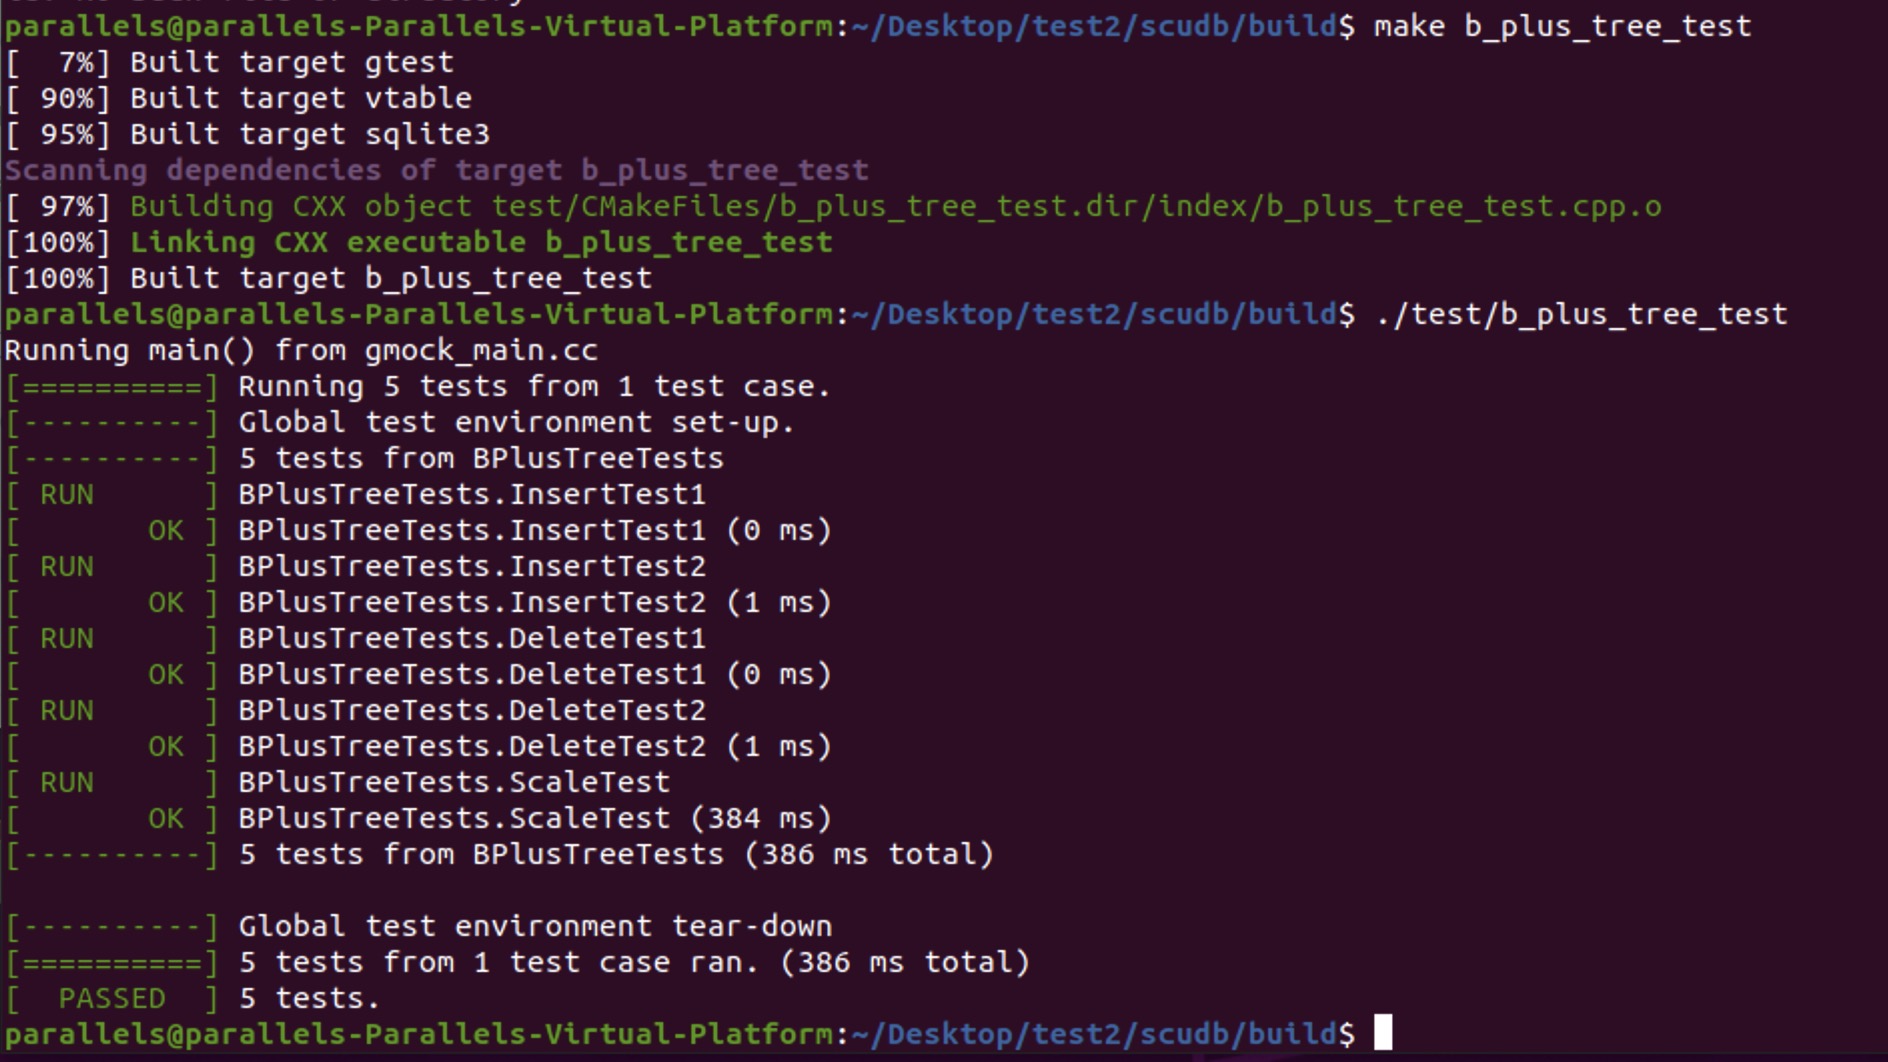 parallels@parallels-Parallels-Virtual-Platform:~/Desktop/test2/scudb/build$ make b_plus_tree_test
[  7%] Built target gtest
[ 90%] Built target vtable
[ 95%] Built target sqlite3
Scanning dependencies of target b_plus_tree_test
[ 97%] Building CXX object test/CMakeFiles/b_plus_tree_test.dir/index/b_plus_tree_test.cpp.o
[100%] Linking CXX executable b_plus_tree_test
[100%] Built target b_plus_tree_test
parallels@parallels-Parallels-Virtual-Platform:~/Desktop/test2/scudb/build$ ./test/b_plus_tree_test
Running main() from gmock_main.cc
[==========] Running 5 tests from 1 test case.
[----------] Global test environment set-up.
[----------] 5 tests from BPlusTreeTests
[ RUN      ] BPlusTreeTests.InsertTest1
[       OK ] BPlusTreeTests.InsertTest1 (0 ms)
[ RUN      ] BPlusTreeTests.InsertTest2
[       OK ] BPlusTreeTests.InsertTest2 (1 ms)
[ RUN      ] BPlusTreeTests.DeleteTest1
[       OK ] BPlusTreeTests.DeleteTest1 (0 ms)
[ RUN      ] BPlusTreeTests.DeleteTest2
[       OK ] BPlusTreeTests.DeleteTest2 (1 ms)
[ RUN      ] BPlusTreeTests.ScaleTest
[       OK ] BPlusTreeTests.ScaleTest (384 ms)
[----------] 5 tests from BPlusTreeTests (386 ms total)
[----------] Global test environment tear-down
[==========] 5 tests from 1 test case ran. (386 ms total)
[  PASSED  ] 5 tests.
parallels@parallels-Parallels-Virtual-Platform:~/Desktop/test2/scudb/build$